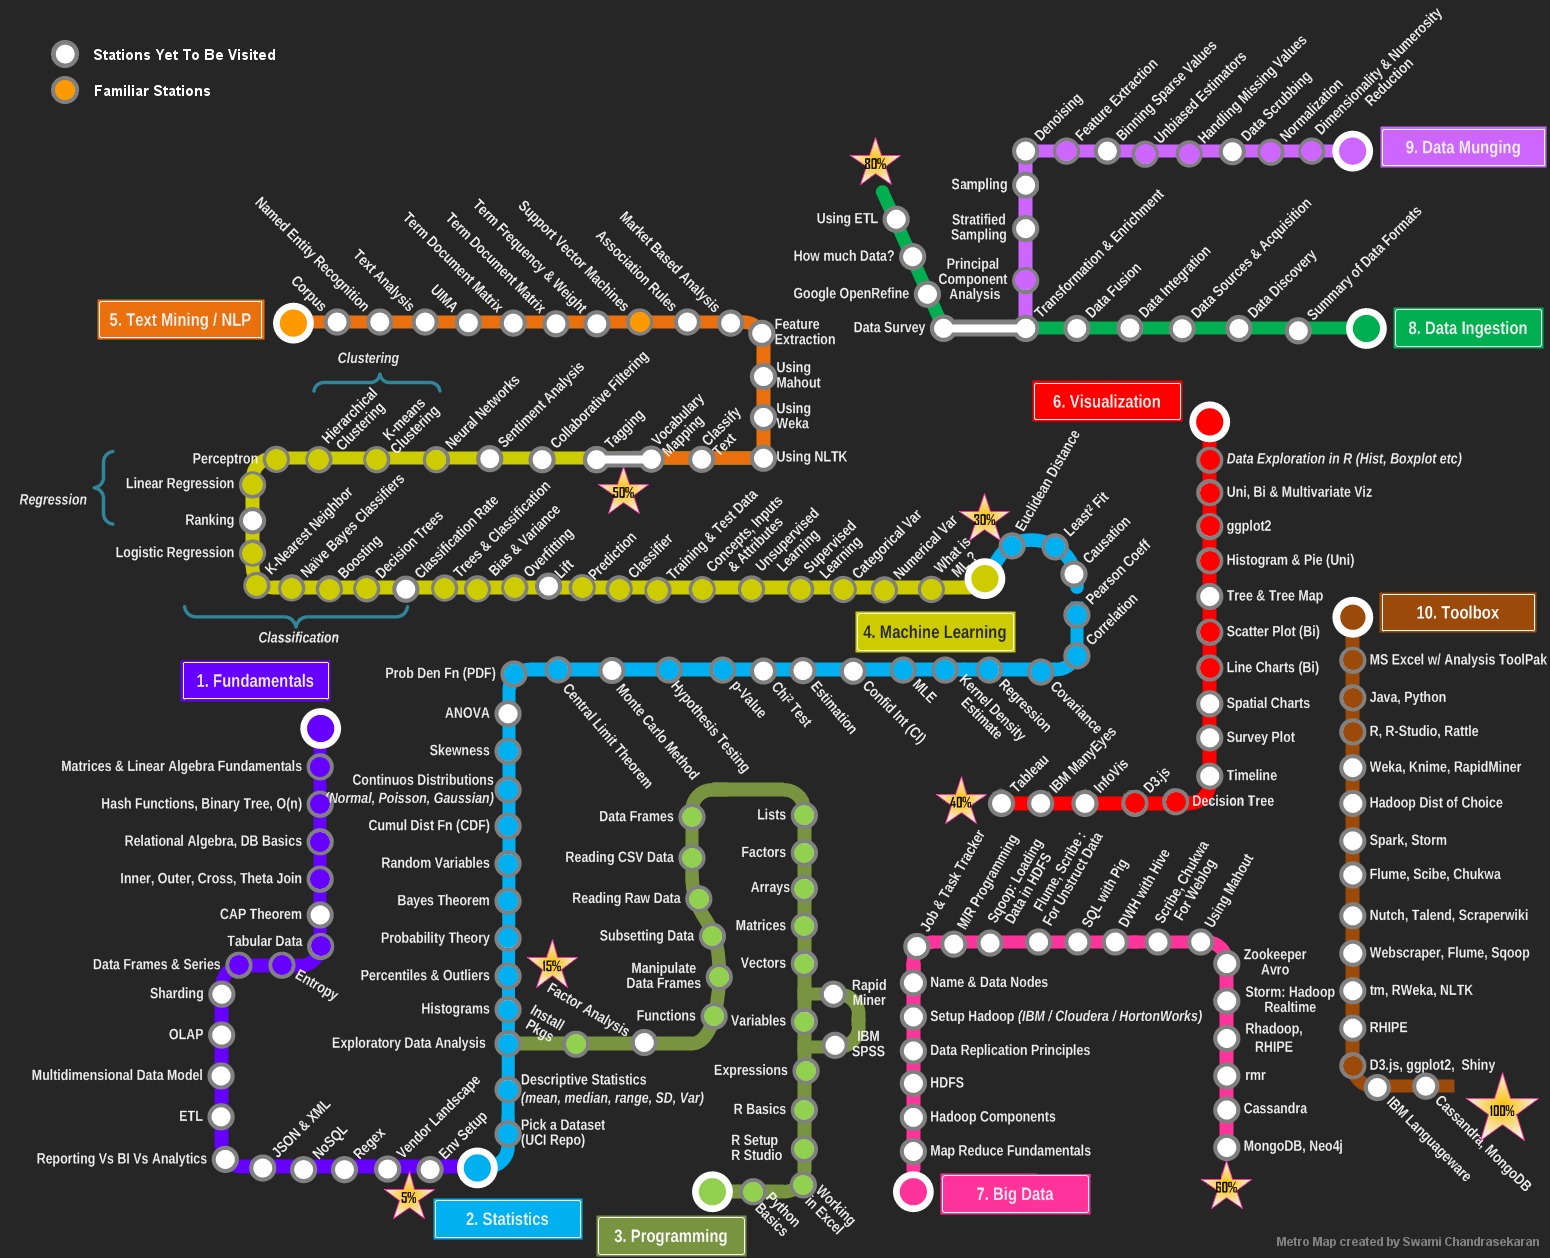 Stations Yet To Be Visited
Familiar Stations
9. Data Munging
Dimensionality & Numerosity
Reduction
Normalization
Data Scrubbing
Handling Missing Values
Unbiased Estimators
Binning Sparse Values
Feature Extraction
Denoising
Sampling
Stratified
Sampling
Principal
Component
Analysis
80%
Using ETL
How much Data?
Google OpenRefine
Data Survey
Transformation & Enrichment
Data Fusion
Data Integration
Data Sources & Acquisition
Data Discovery
Summary of Data Formats
8. Data Ingestion
5. Text Mining / NLP
Corpus
Named Entity Recognition
Text Analysis
UIMA
Term Document Matrix
Term Document Matrix
Term Frequency & Weight
Support Vector Machines
Association Rules
Market Based Analysis
Feature
Extraction
Using
Mahout
Using
Weka
Using NLTK
Classify
Text
Vocabulary
Mapping
Tagging
50%
Collaborative Filtering
Sentiment Analysis
Neural Networks
Clustering
K-means
Clustering
Hierarchical
Clustering
Perceptron
Regression
Linear Regression
Ranking
Logistic Regression
K-Nearest Neighbor
Naive Bayes Classifiers
Boosting
Decision Trees
Classification Rate
Classification
Trees & Classification
Bias & Variance
Overfitting
Lift
Prediction
Classifier
Training & Test Data
Concepts, Inputs
& Attributes
Unsupervised
Learning
Supervised
Learning
Categorical Var
Numerical Var
What is
ML?
4. Machine Learning
30%
Euclidean Distance
Least² Fit
Causation
Pearson Coeff
Correlation
Covariance
Regression
Kernel Density
Estimate
MLE
Confid Int (CI)
Estimation
Chi² Test
p-Value
Hypothesis Testing
Monte Carlo Method
Central Limit Theorem
Prob Den Fn (PDF)
ANOVA
Skewness
Continuos Distributions
(Normal, Poisson, Gaussian)
Cumul Dist Fn (CDF)
Random Variables
Bayes Theorem
Probability Theory
Percentiles & Outliers
Histograms
Exploratory Data Analysis
Descriptive Statistics
(mean, median, range, SD, Var)
Pick a Dataset
(UCI Repo)
2. Statistics
1. Fundamentals
Matrices & Linear Algebra Fundamentals
Hash Functions, Binary Tree, O(n)
Relational Algebra, DB Basics
Inner, Outer, Cross, Theta Join
CAP Theorem
Tabular Data
Entropy
Data Frames & Series
Sharding
OLAP
Multidimensional Data Model
ETL
Reporting Vs BI Vs Analytics
JSON & XML
NoSQL
Regex
Vendor Landscape
Env Setup
5%
15%
Install
Pkgs
Factor Analysis
Functions
Manipulate
Data Frames
Subsetting Data
Reading Raw Data
Reading CSV Data
Data Frames
Lists
Factors
Arrays
Matrices
Vectors
Rapid
Miner
Variables
IBM
SPSS
Expressions
R Basics
R Setup
R Studio
Working
in Excel
Python
Basics
3. Programming
6. Visualization
Data Exploration in R (Hist, Boxplot etc)
Uni, Bi & Multivariate Viz
ggplot2
Histogram & Pie (Uni)
Tree & Tree Map
Scatter Plot (Bi)
Line Charts (Bi)
Spatial Charts
Survey Plot
Timeline
Decision Tree
D3.js
InfoVis
IBM ManyEyes
Tableau
40%
7. Big Data
Map Reduce Fundamentals
Hadoop Components
HDFS
Data Replication Principles
Setup Hadoop (IBM / Cloudera / HortonWorks)
Name & Data Nodes
Job & Task Tracker
M/R Programming
Sqoop: Loading
Data in HDFS
Flume, Scribe :
For Unstruct Data
SQL with Pig
DWH with Hive
Scribe, Chukwa
For Weblog
Using Mahout
Zookeeper
Avro
Storm: Hadoop
Realtime
Rhadoop,
RHIPE
rmr
Cassandra
MongoDB, Neo4j
60%
10. Toolbox
MS Excel w/ Analysis ToolPak
Java, Python
R, R-Studio, Rattle
Weka, Knime, RapidMiner
Hadoop Dist of Choice
Spark, Storm
Flume, Scibe, Chukwa
Nutch, Talend, Scraperwiki
Webscraper, Flume, Sqoop
tm, RWeka, NLTK
RHIPE
D3.js, ggplot2, Shiny
IBM Languageware
Cassandra, MongoDB
100%
Metro Map created by Swami Chandrasekaran